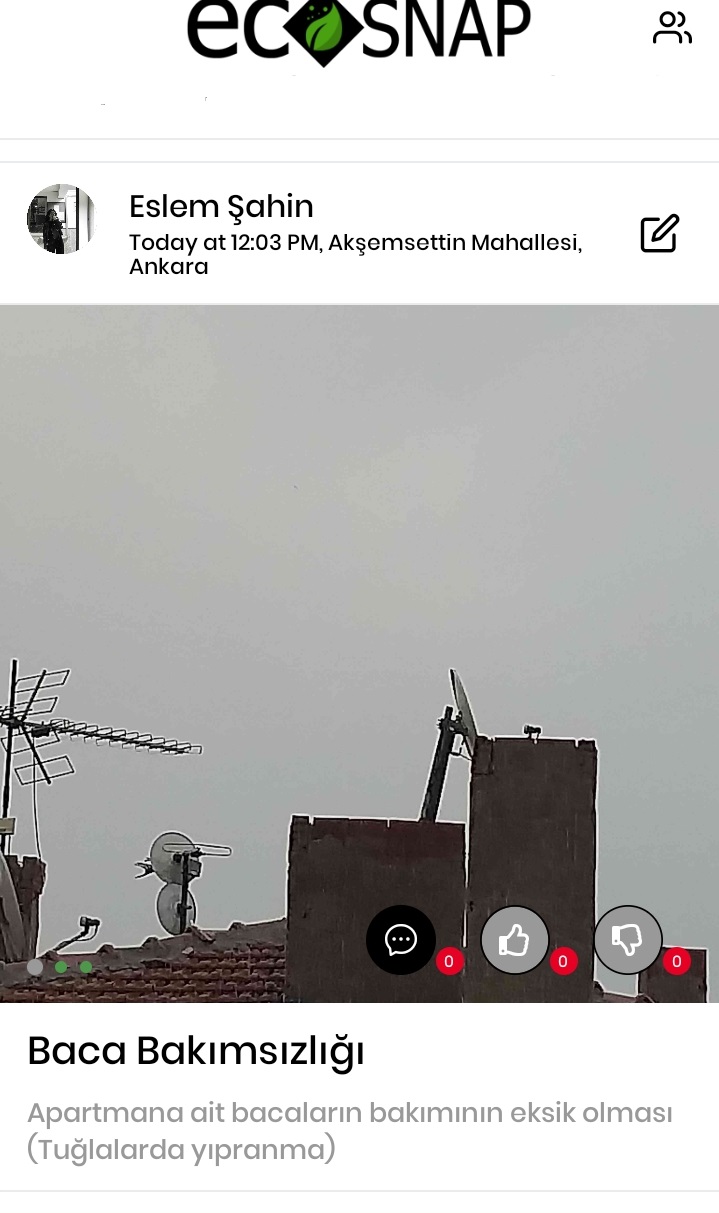 ecoSNAP
Eslem Şahin
Today at 12:03 PM, Akşemsettin Mahallesi,
Ankara
0
0
0
Baca Bakımsızlığı
Apartmana ait bacaların bakımının eksik olması
(Tuğlalarda yıpranma)